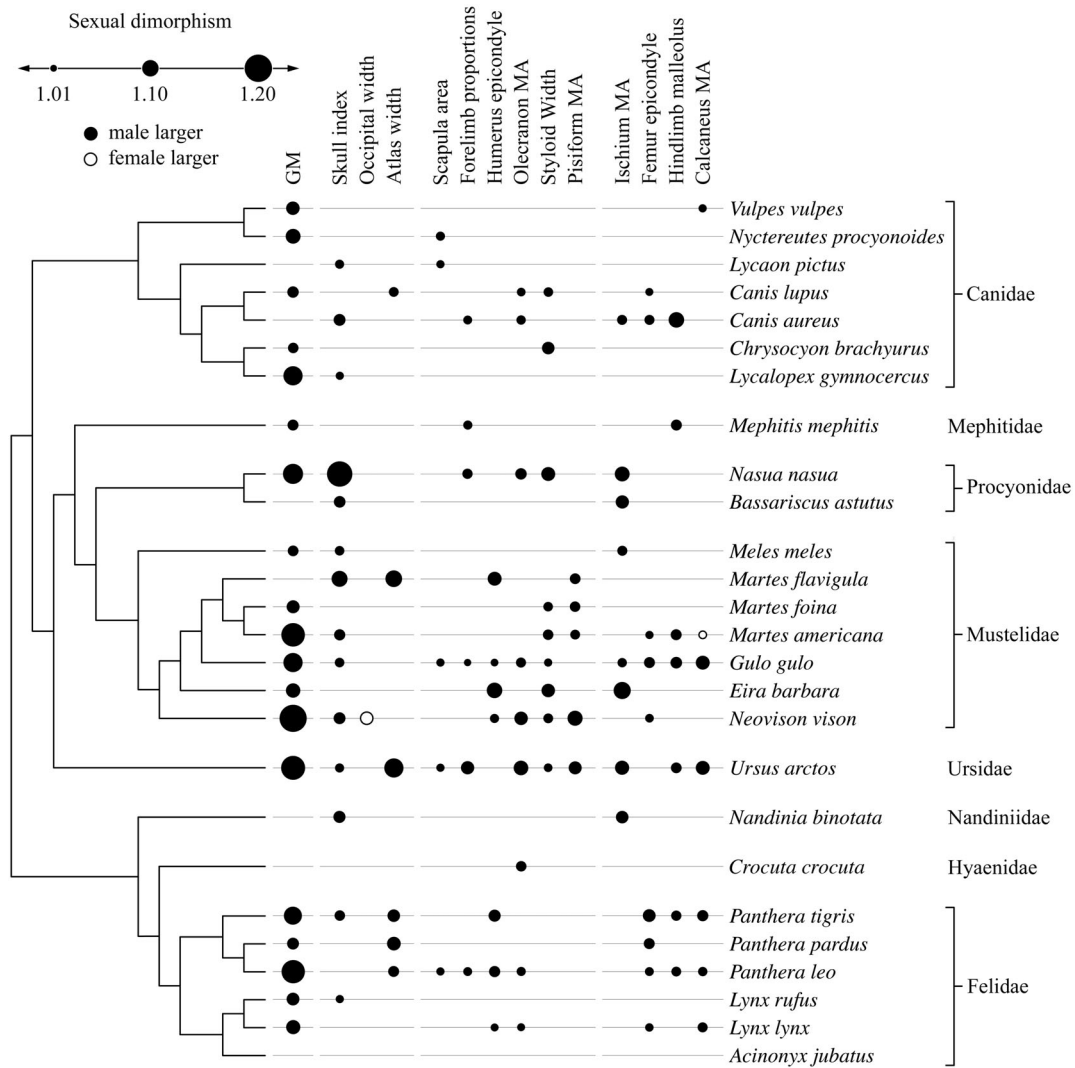 Sexual dimorphism
1.01 1.10 1.20
male larger
female larger
GM
Skull index
Occipital width
Atlas width
Scapula area
Forelimb proportions
Humerus epicondyle
Olecranon MA
Styloid Width
Pisiform MA
Ischium MA
Femur epicondyle
Hindlimb malleolus
Calcaneus MA
Vulpes vulpes
Nyctereutes procyonoides
Lycaon pictus
Canis lupus
Canidae
Canis aureus
Chrysocyon brachyurus
Lycalopex gymnocercus
Mephitis mephitis Mephitidae
Nasua nasua
Procyonidae
Bassariscus astutus
Meles meles
Martes flavigula
Martes foina
Martes americana Mustelidae
Gulo gulo
Eira barbara
Neovison vison
Ursus arctos Ursidae
Nandinia binotata Nandiniidae
Crocuta crocuta Hyaenidae
Panthera tigris
Panthera pardus
Panthera leo
Felidae
Lynx rufus
Lynx lynx
Acinonyx jubatus